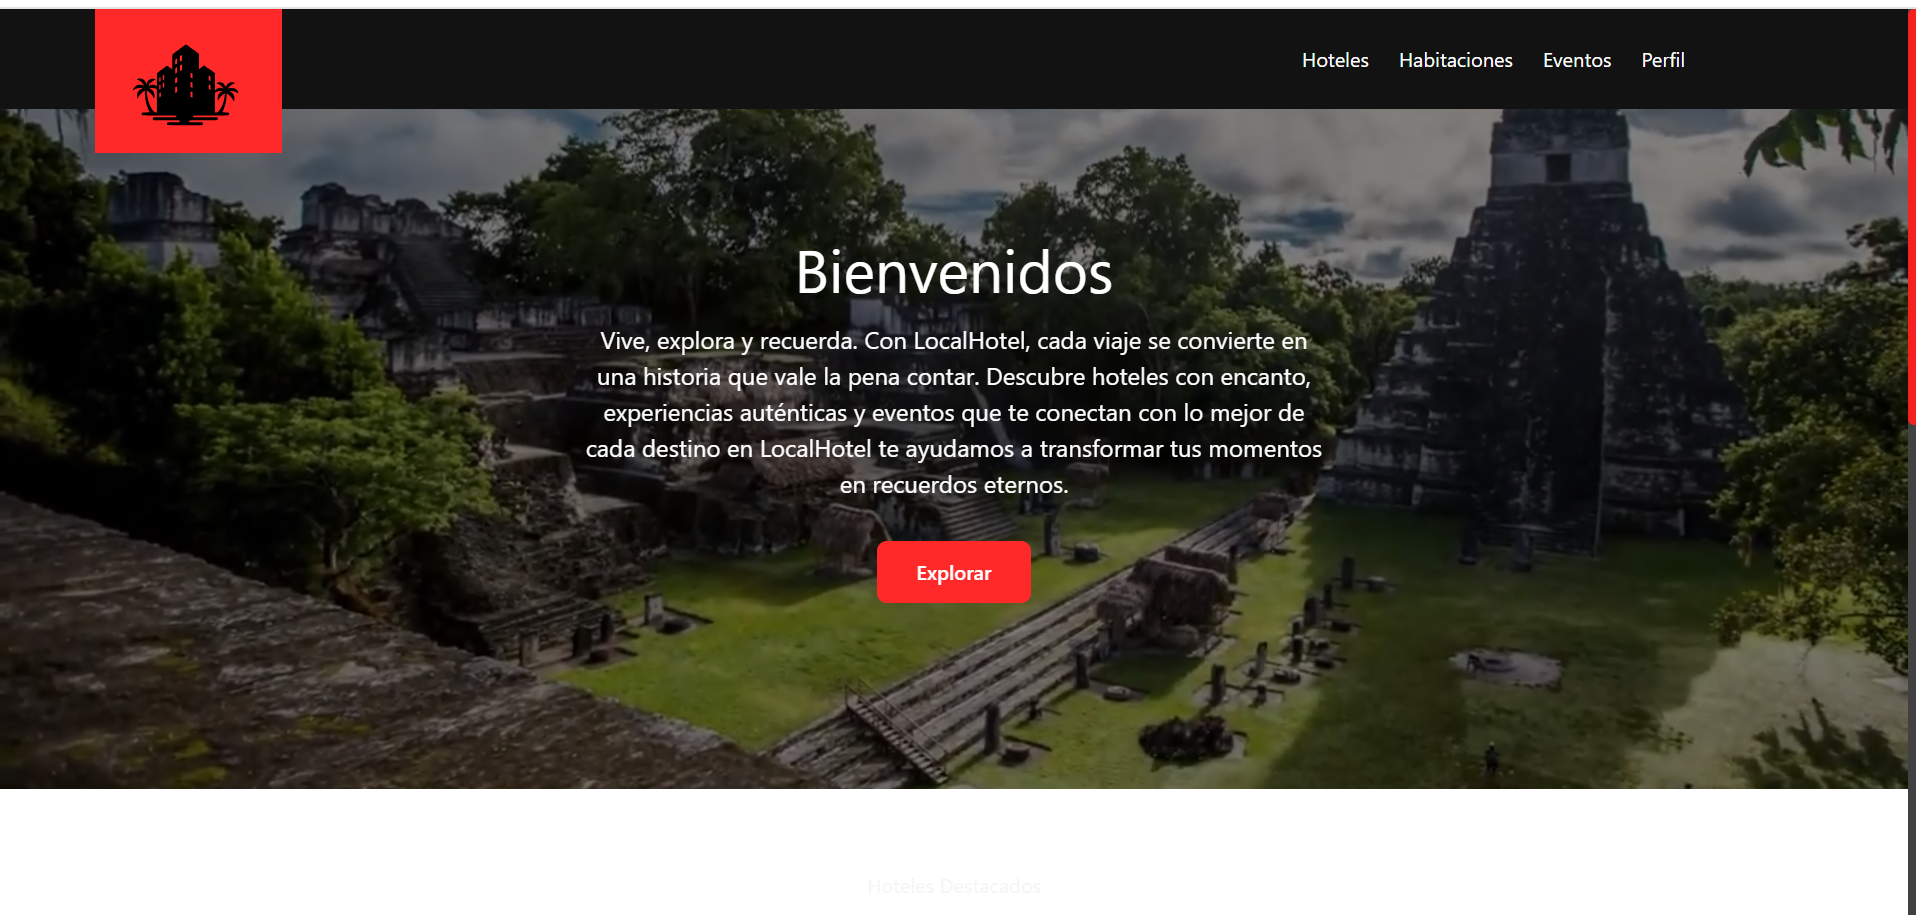 Hoteles Habitaciones Eventos Perfil
Bienvenidos
Vive, explora y recuerda. Con LocalHotel, cada viaje se convierte en
una historia que vale la pena contar. Descubre hoteles con encanto,
experiencias auténticas y eventos que te conectan con lo mejor de
cada destino en LocalHotel te ayudamos a transformar tus momentos
en recuerdos eternos.
Explorar
Hoteles Destacados